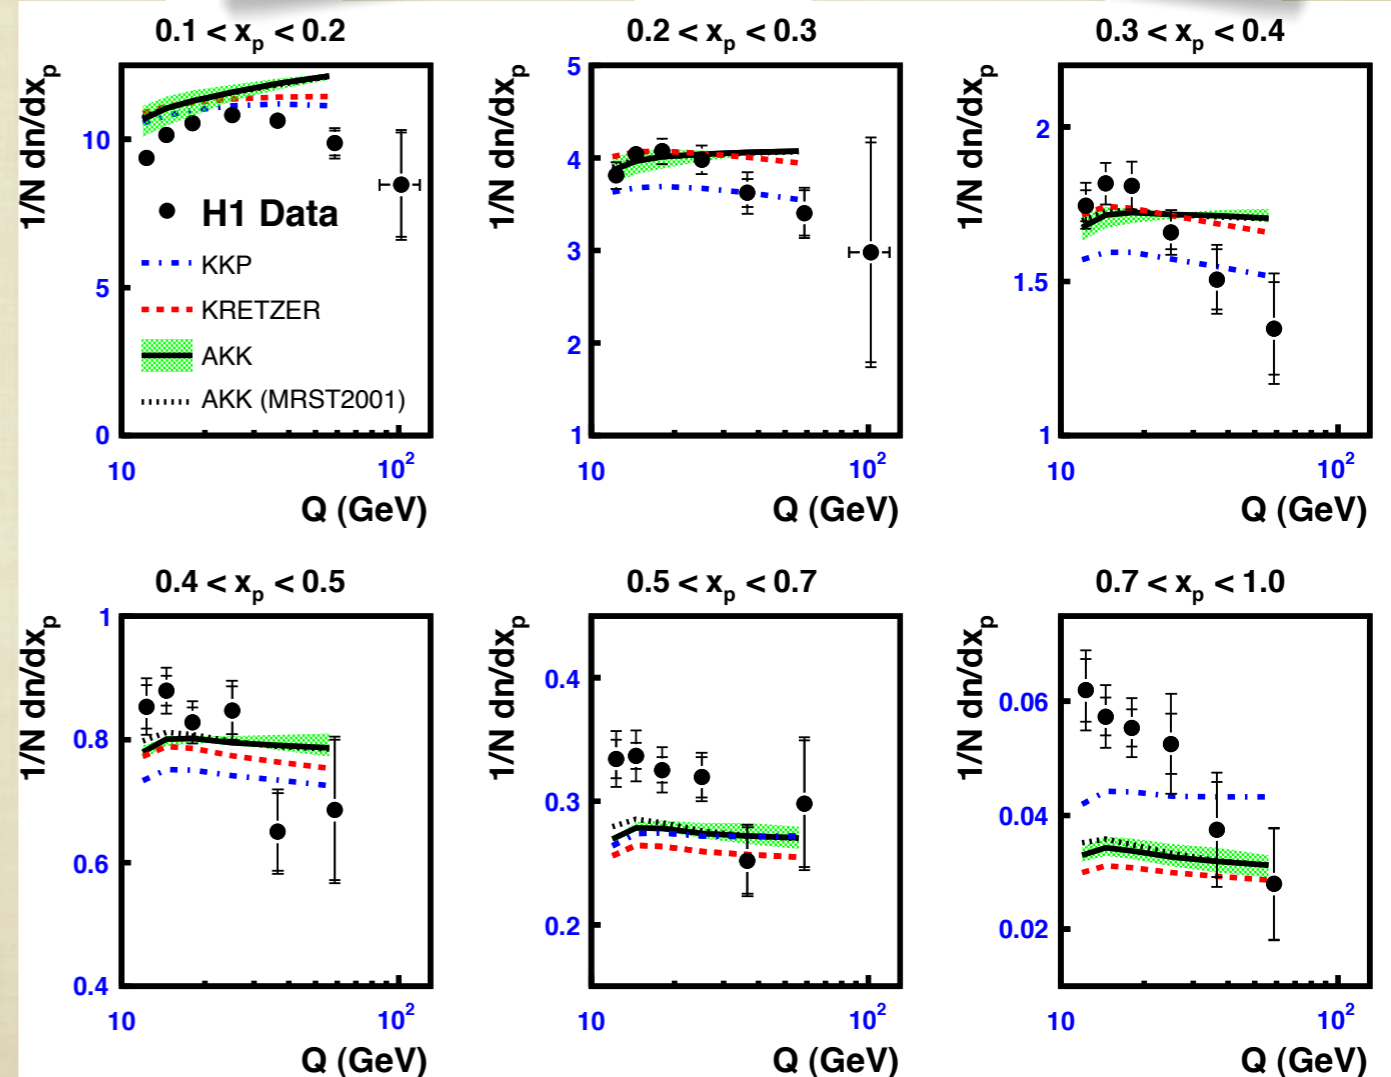 0.1 < xp < 0.2
0.2 < xp < 0.3
0.3 < xp < 0.4
1/N dn/dxp
10
5
0
H1 Data
KKP
KRETZER
AKK
AKK (MRST2001)
10
10²
Q (GeV)
1/N dn/dxp
5
4
3
2
1
10
10²
Q (GeV)
1/N dn/dxp
2
1.5
1
10
10²
Q (GeV)
0.4 < xp < 0.5
0.5 < xp < 0.7
0.7 < xp < 1.0
1/N dn/dxp
1
0.8
0.6
0.4
10
10²
Q (GeV)
1/N dn/dxp
0.4
0.3
0.2
10
10²
Q (GeV)
1/N dn/dxp
0.06
0.04
0.02
10
10²
Q (GeV)